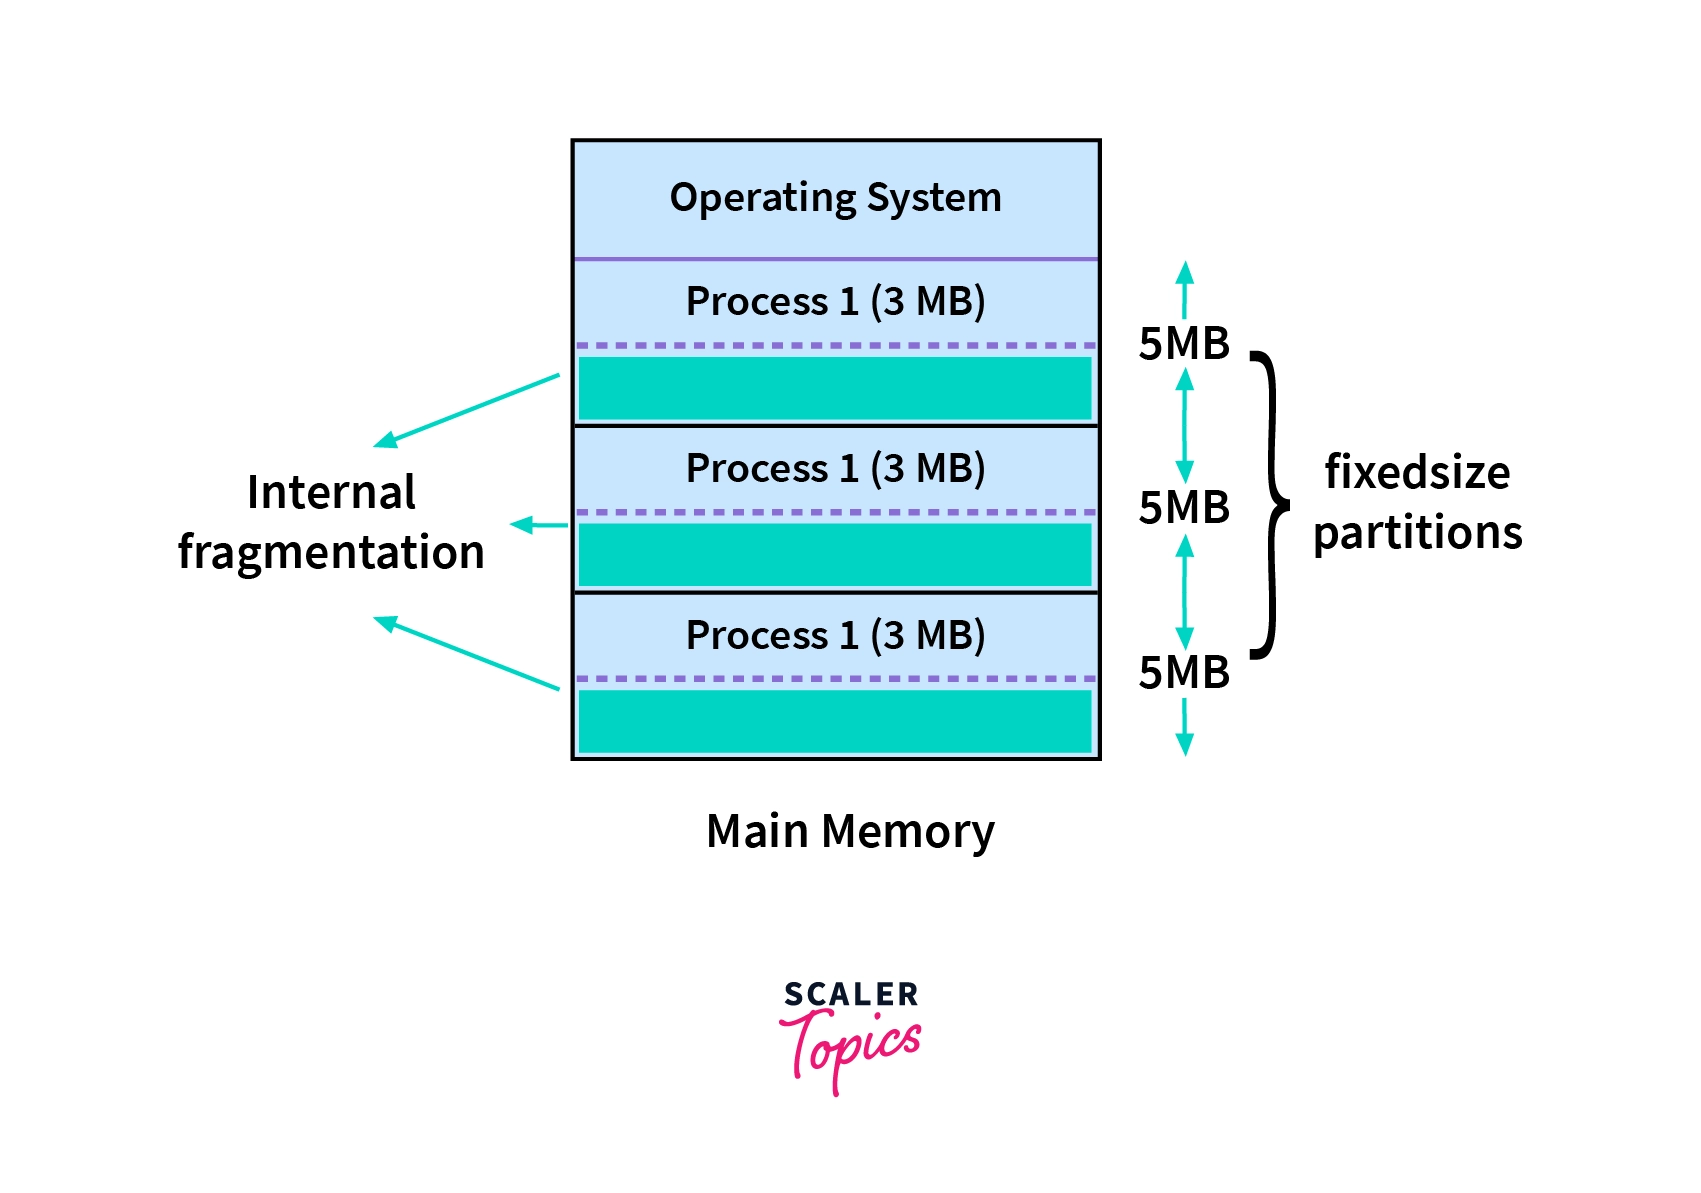 Operating System
Process 1 (3 MB)
5MB
Process 1 (3 MB)
5MB
Process 1 (3 MB)
5MB
Internal
fragmentation
fixedsize
partitions
Main Memory
SCALER
Topics